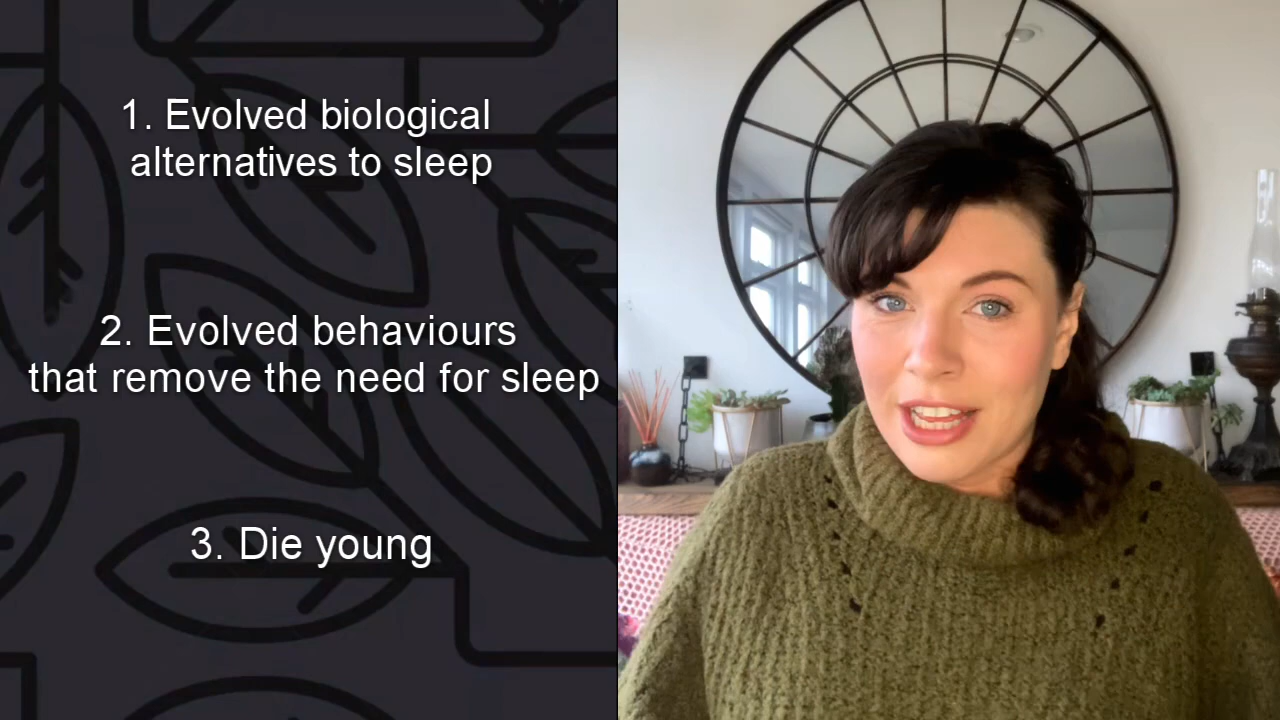 1. Evolved biological
alternatives to sleep
2. Evolved behaviours
that remove the need for sleep
3. Die young